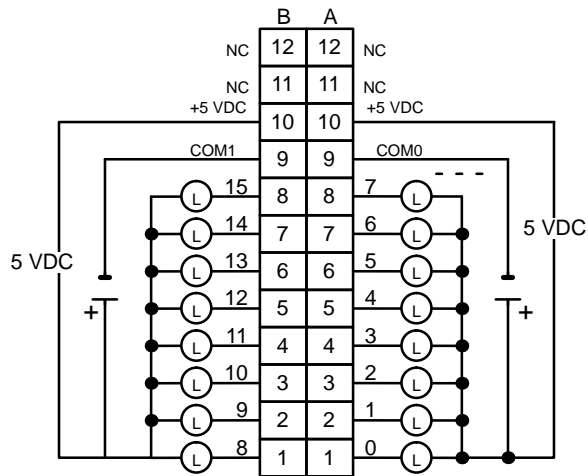 B A
NC 12 12 NC
NC 11 11 NC
+5 VDC 10 10 +5 VDC
COM1 9 9 COM0
- - -
L 15 8 8 7 L
L 14 7 7 6 L
5 VDC 5 VDC
L 13 6 6 5 L
L 12 5 5 4 L
+ +
L 11 4 4 3 L
L 10 3 3 2 L
L 9 2 2 1 L
L 8 1 1 0 L